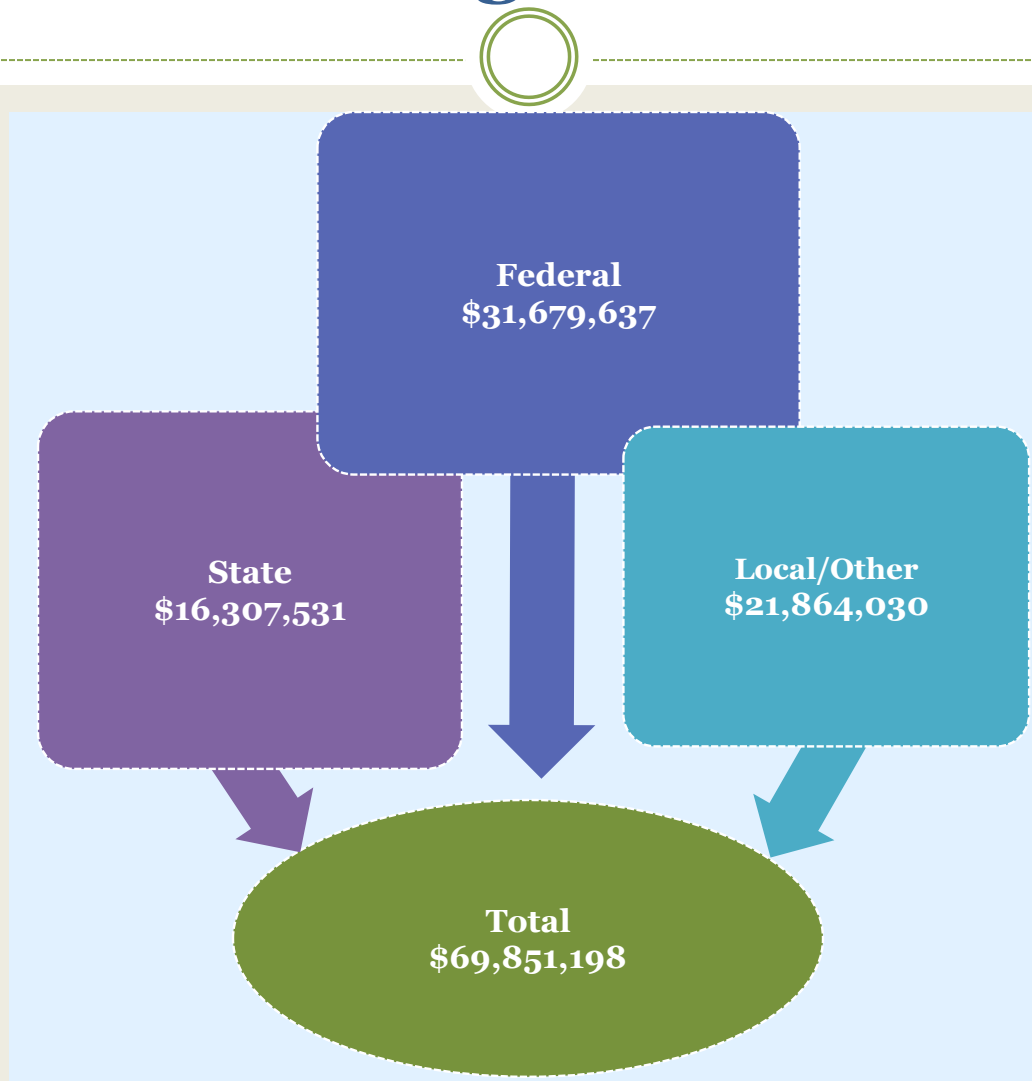 Federal
$31,679,637
State
$16,307,531
Local/Other
$21,864,030
Total
$69,851,198